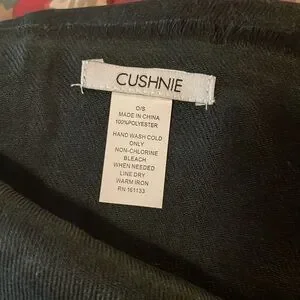 CUSHNIE
O/S
MADE IN CHINA
100%POLYESTER
HAND WASH COLD
ONLY
NON-CHLORINE
BLEACH
WHEN NEEDED
LINE DRY
WARM IRON
RN 161133